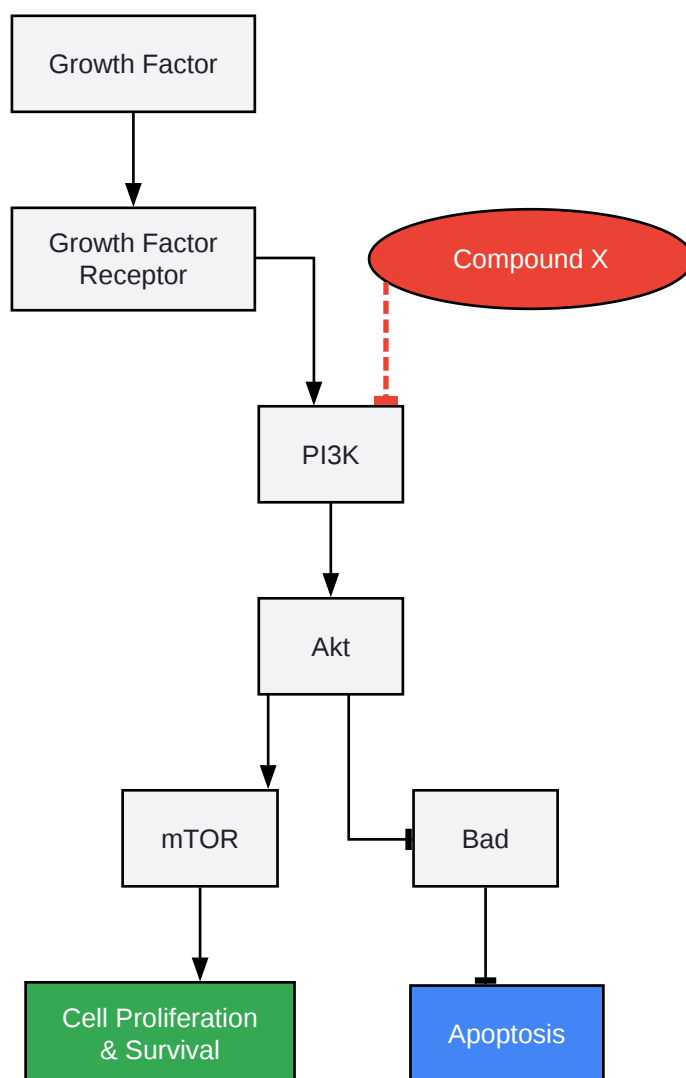 Growth Factor
Growth Factor
Receptor
Compound X
PI3K
Akt
mTOR
Bad
Cell Proliferation
& Survival
Apoptosis